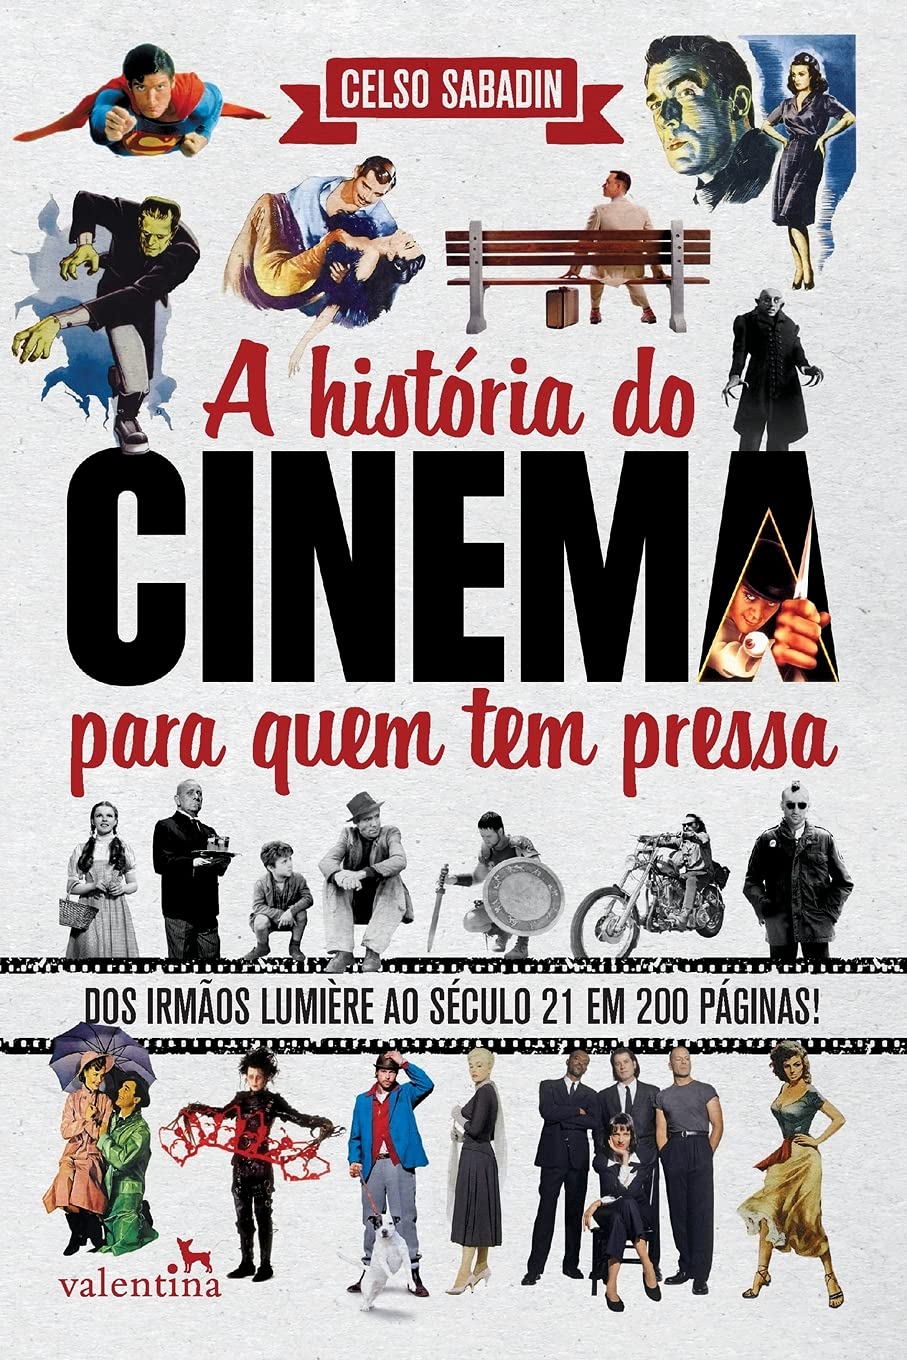 CELSO SABADIN
A história do
CINEMA
para quem tem pressa
DOS IRMÃOS LUMIÈRE AO SÉCULO 21 EM 200 PÁGINAS!
valentina